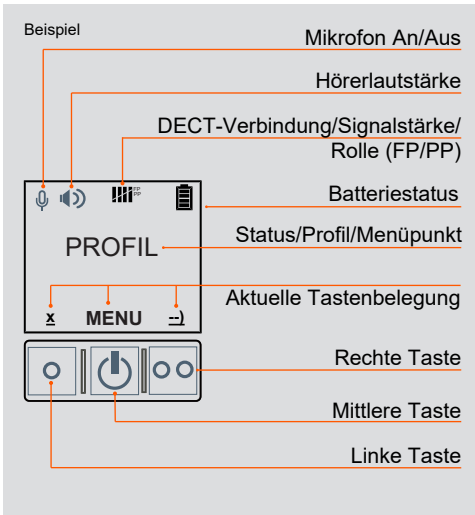 Beispiel
Mikrofon An/Aus
Hörerlautstärke
DECT-Verbindung/Signalstärke/
Rolle (FP/PP)
FP
PP
Batteriestatus
Status/Profil/Menüpunkt
PROFIL
Aktuelle Tastenbelegung
x MENU --)
Rechte Taste
Mittlere Taste
Linke Taste